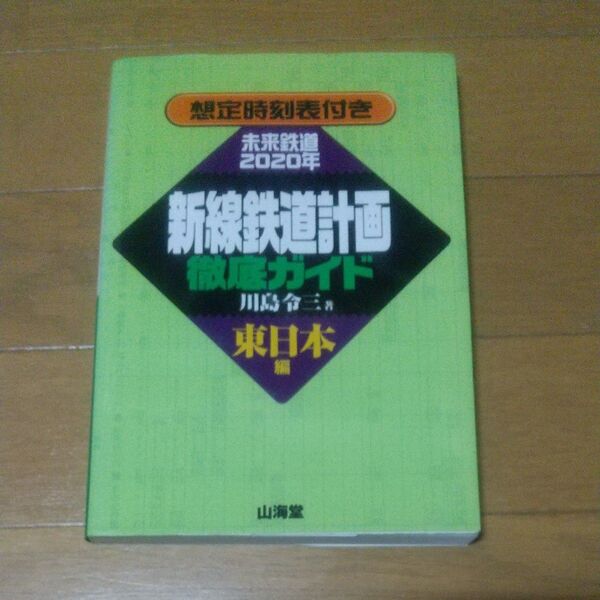 想定時刻表付き
未来鉄道
2020年
新線鉄道計画
徹底ガイド
川島令三著
東日本
編
山海堂